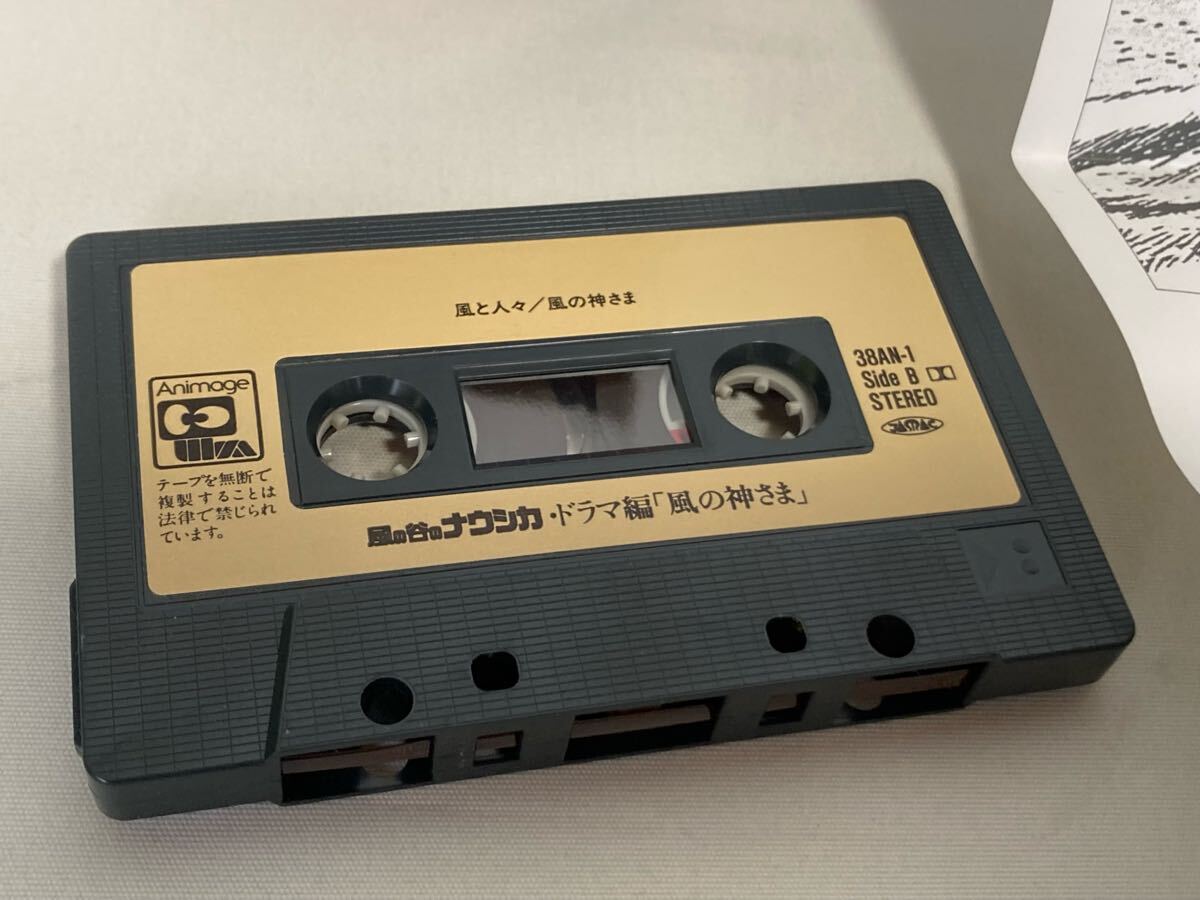 風と人々/風の神さま
Animage
テープを無断で
複製することは
法律で禁じられ
ています。
38AN-1
Side B
STEREO
JASRAC
風の谷のナウシカ・ドラマ編「風の神さま」